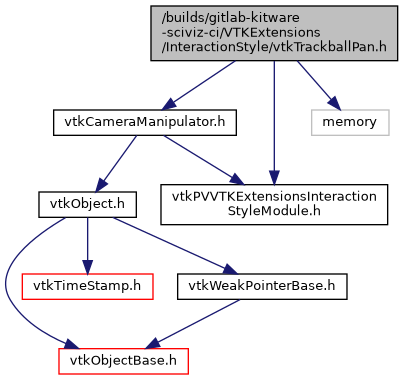 /builds/gitlab-kitware
-sciviz-ci/VTKExtensions
/InteractionStyle/vtkTrackballPan.h
vtkCameraManipulator.h
memory
vtkObject.h
vtkPVVTKExtensionsInteraction
StyleModule.h
vtkTimeStamp.h
vtkWeakPointerBase.h
vtkObjectBase.h